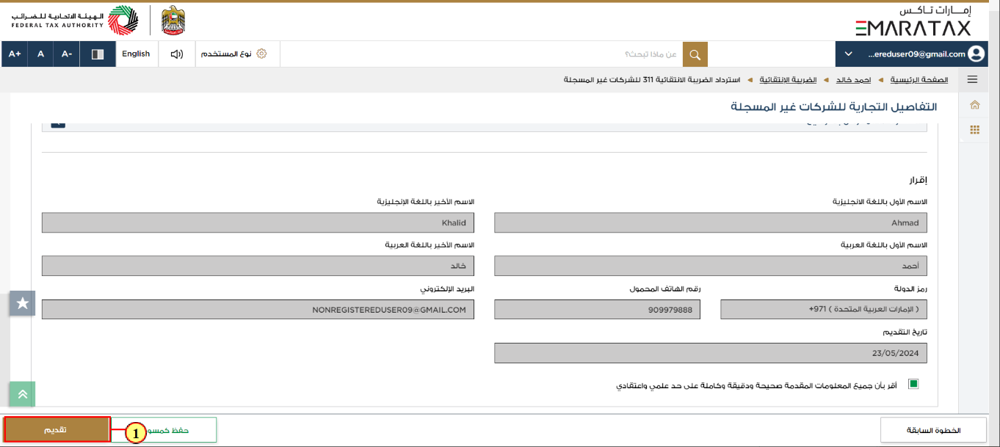 إمـارات تـاكـس
EMARATAX
الهيئة الاتحادية للضرائب
FEDERAL TAX AUTHORITY
ereduser09@gmail.com...
عن ماذا تبحث؟
نوع المستخدم
English
A-
A
A+
الصفحة الرئيسية ◄ احمد خالد ◄ الضريبة الانتقائية ◄ استرداد الضريبة الانتقائية 311 للشركات غير المسجلة
التفاصيل التجارية للشركات غير المسجلة
إقرار
الاسم الأول باللغة الانجليزية
الاسم الأخير باللغة الإنجليزية
Ahmad
Khalid
الاسم الأول باللغة العربية
الاسم الأخير باللغة العربية
أحمد
خالد
رمز الدولة
رقم الهاتف المحمول
البريد الإلكتروني
( الإمارات العربية المتحدة ) 971+
909979888
NONREGISTEREDUSER09@GMAIL.COM
تاريخ التقديم
23/05/2024
أقر بأن جميع المعلومات المقدمة صحيحة ودقيقة وكاملة على حد علمي واعتقادي
الخطوة السابقة
حفظ كمسو
1
تقديم